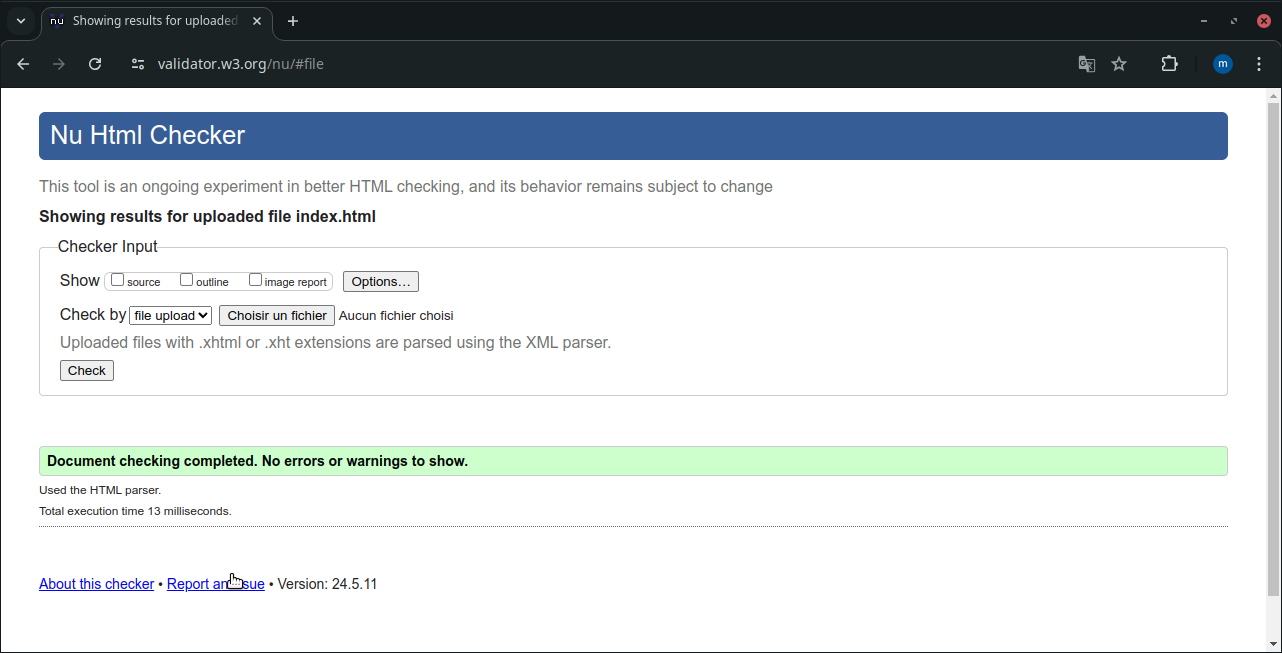 nu Showing results for uploaded
validator.w3.org/nu/#file
m
Nu Html Checker
This tool is an ongoing experiment in better HTML checking, and its behavior remains subject to change
Showing results for uploaded file index.html
Checker Input
Show source outline image report Options...
Check by file upload Choisir un fichier Aucun fichier choisi
Uploaded files with .xhtml or .xht extensions are parsed using the XML parser.
Check
Document checking completed. No errors or warnings to show.
Used the HTML parser.
Total execution time 13 milliseconds.
About this checker • Report an issue • Version: 24.5.11